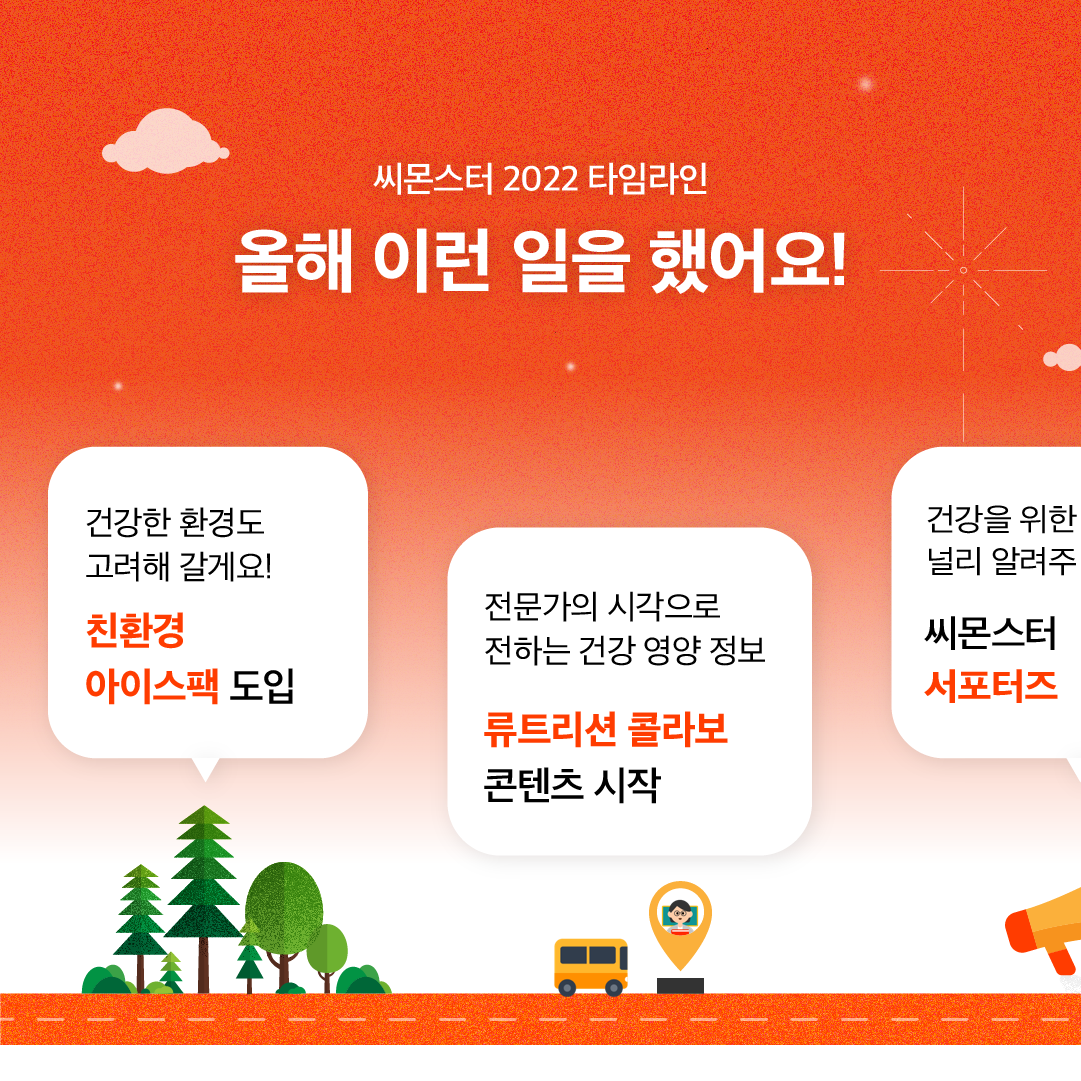 씨몬스터 2022 타임라인
올해 이런 일을 했어요!
건강한 환경도
고려해 갈게요!
친환경
아이스팩 도입
전문가의 시각으로
전하는 건강 영양 정보
류트리션 콜라보
콘텐츠 시작
건강을 위한
널리 알려주
씨몬스터
서포터즈